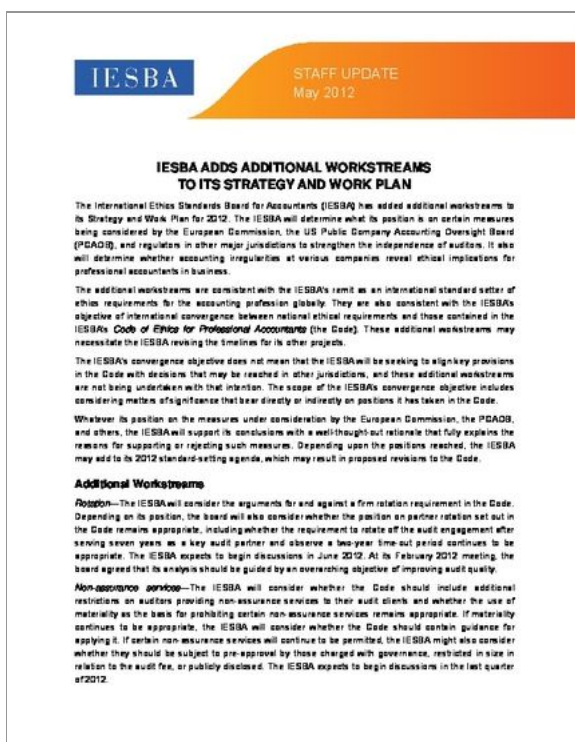 IESBA
STAFF UPDATE
May 2012
IESBA ADDS ADDITIONAL WORKSTREAMS
TO ITS STRATEGY AND WORK PLAN
The International Ethics Standards Board for Accountants (IESBA) has added additional workstreams to
its Strategy and Work Plan for 2012. The IESBA will determine what its position is on certain measures
being considered by the European Commission, the US Public Company Accounting Oversight Board
(PCAOB), and regulators in other major jurisdictions to strengthen the independence of auditors. It also
will determine whether accounting irregularities at various companies reveal ethical implications for
professional accountants in business.
The additional workstreams are consistent with the IESBA's remit as an international standard setter of
ethics requirements for the accounting profession globally. They are also consistent with the IESBA's
objective of international convergence between national ethical requirements and those contained in the
IESBA's Code of Ethics for Professional Accountants (the Code). These additional workstreams may
necessitate the IESBA revising the timelines for its other projects.
The IESBA's convergence objective does not mean that the IESBA will be seeking to align key provisions
in the Code with decisions that may be reached in other jurisdictions, and these additional workstreams
are not being undertaken with that intention. The scope of the IESBA's convergence objective includes
considering matters of significance that bear directly or indirectly on positions it has taken in the Code.
Whatever its position on the measures under consideration by the European Commission, the PCAOB,
and others, the IESBA will support its conclusions with a well-thought-out rationale that fully explains the
reasons for supporting or rejecting such measures. Depending upon the positions reached, the IESBA
may add to its 2012 standard-setting agenda, which may result in proposed revisions to the Code.
Additional Workstreams
Rotation—The IESBA will consider the arguments for and against a firm rotation requirement in the Code.
Depending on its position, the board will also consider whether the position on partner rotation set out in
the Code remains appropriate, including whether the requirement to rotate off the audit engagement after
serving seven years as a key audit partner and observe a two-year time-out period continues to be
appropriate. The IESBA expects to begin discussions in June 2012. At its February 2012 meeting, the
board agreed that its analysis should be guided by an overarching objective of improving audit quality.
Non-assurance services—The IESBA will consider whether the Code should include additional
restrictions on auditors providing non-assurance services to their audit clients and whether the use of
materiality as the basis for prohibiting certain non-assurance services remains appropriate. If materiality
continues to be appropriate, the IESBA will consider whether the Code should contain guidance for
applying it. If certain non-assurance services will continue to be permitted, the IESBA might also consider
whether they should be subject to pre-approval by those charged with governance, restricted in size in
relation to the audit fee, or publicly disclosed. The IESBA expects to begin discussions in the last quarter
of 2012.